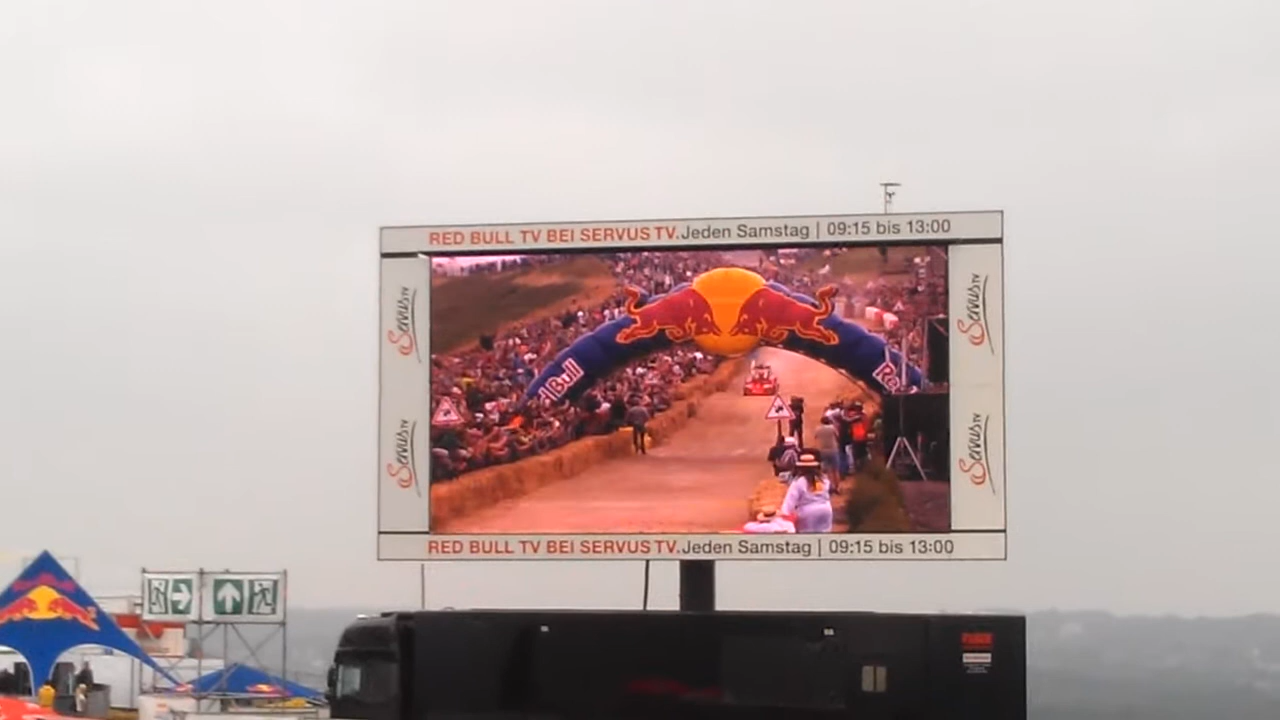 RED BULL TV BEI SERVUS TV. Jeden Samstag | 09:15 bis 13:00
Servus TV
Servus TV
Bull
Re
Servus TV
Servus TV
RED BULL TV BEI SERVUS TV. Jeden Samstag | 09:15 bis 13:00